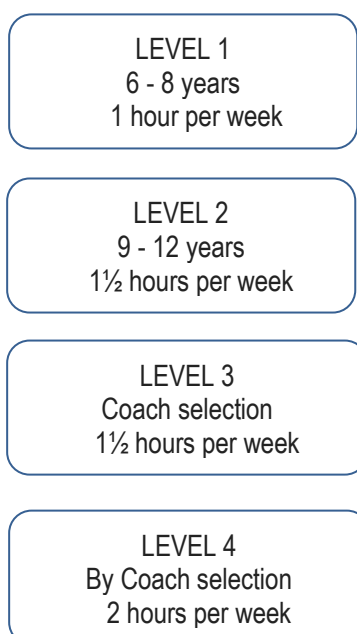 LEVEL 1
6 - 8 years
1 hour per week
LEVEL 2
9 - 12 years
1½ hours per week
LEVEL 3
Coach selection
1½ hours per week
LEVEL 4
By Coach selection
2 hours per week